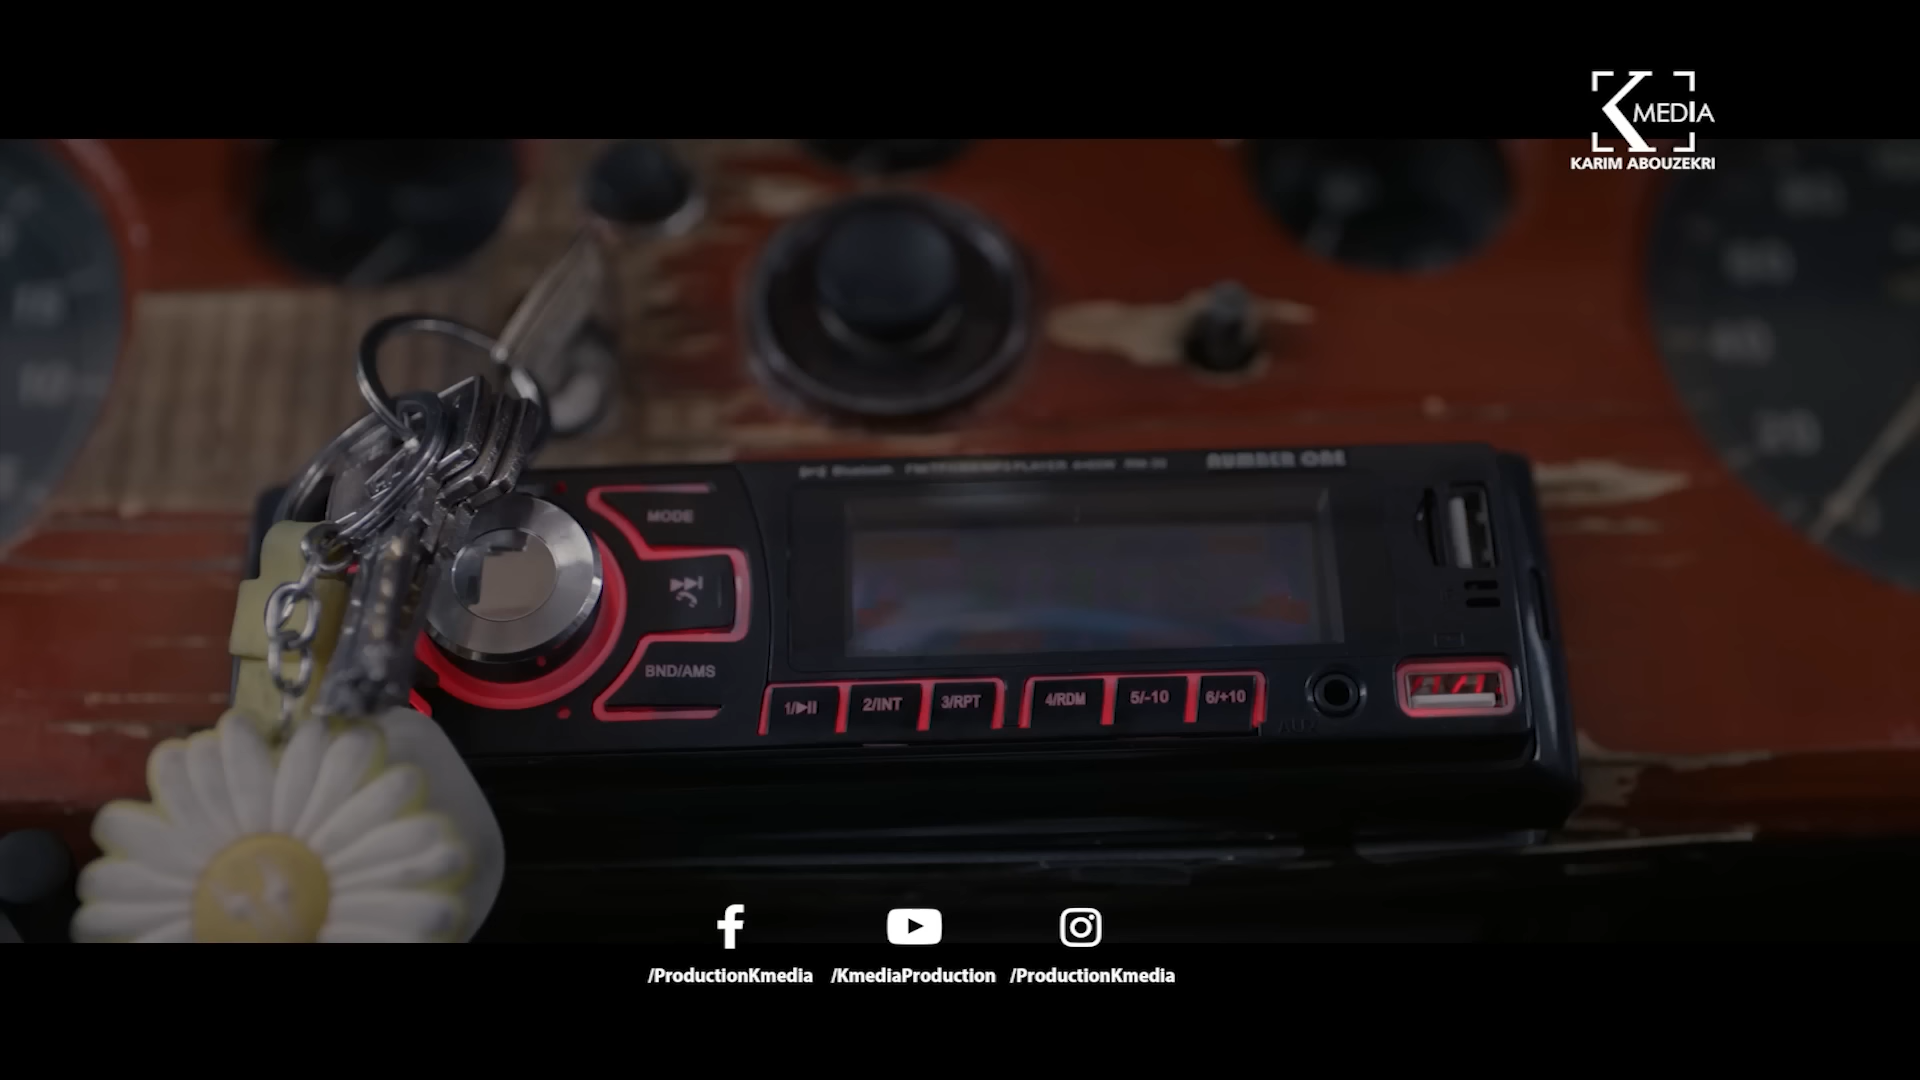 K MEDIA
KARIM ABOUZEKRI
NUMBER ONE
MODE
BND/AMS
1/
2/INT
3/RPT
4/RDM
5/-10
6/+10
AUX
/ProductionKmedia
/KmediaProduction
/ProductionKmedia